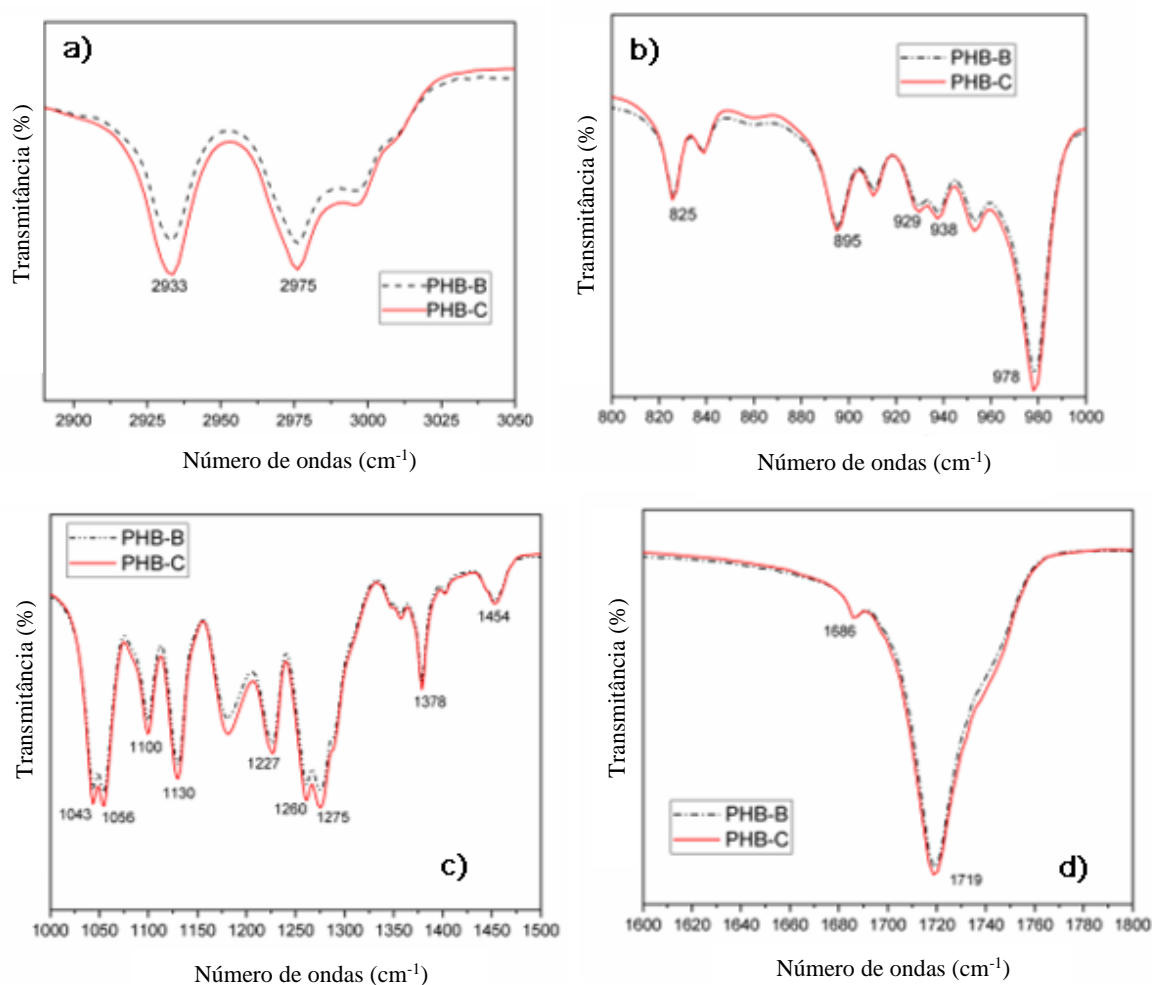 a)
Transmitância (%)
2933
2975
PHB-B
PHB-C
2900 2925 2950 2975 3000 3025 3050
Número de ondas (cm-1)
b)
Transmitância (%)
PHB-B
PHB-C
825
895
929
938
978
800 820 840 860 880 900 920 940 960 980 1000
Número de ondas (cm-1)
PHB-B
PHB-C
Transmitância (%)
1043
1056
1100
1130
1227
1260
1275
1378
1454
c)
1000 1050 1100 1150 1200 1250 1300 1350 1400 1450 1500
Número de ondas (cm-1)
Transmitância (%)
1686
1719
PHB-B
PHB-C
d)
1600 1620 1640 1660 1680 1700 1720 1740 1760 1780 1800
Número de ondas (cm-1)